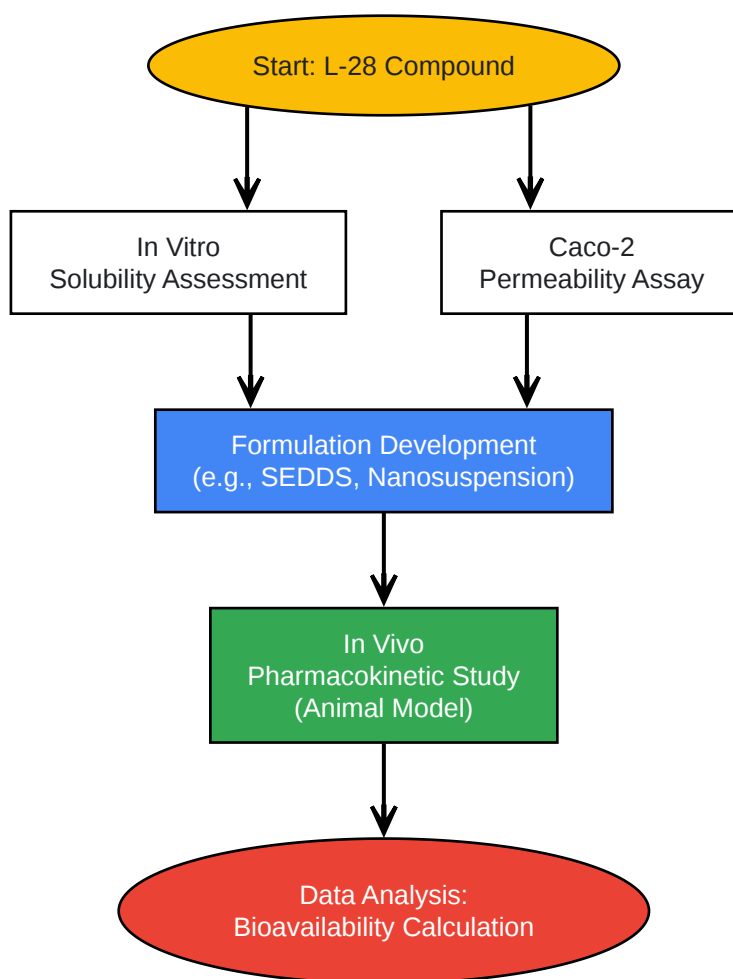 Start: L-28 Compound
In Vitro
Solubility Assessment
Caco-2
Permeability Assay
Formulation Development
(e.g., SEDDS, Nanosuspension)
In Vivo
Pharmacokinetic Study
(Animal Model)
Data Analysis:
Bioavailability Calculation